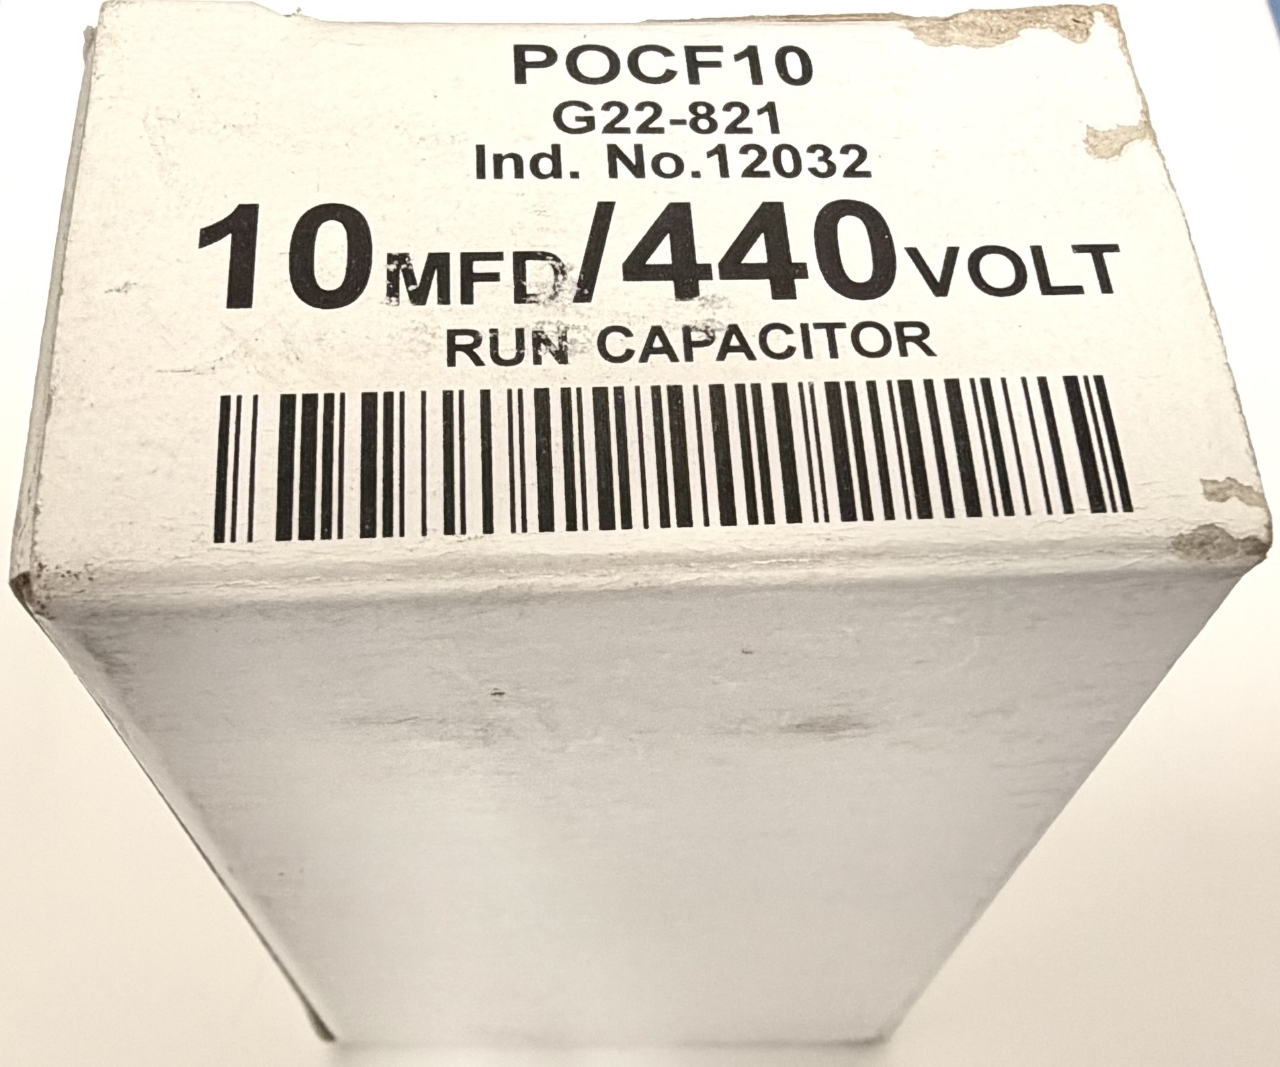 POCF10
G22-821
Ind. No.12032
10MFD/440VOLT
RUN CAPACITOR